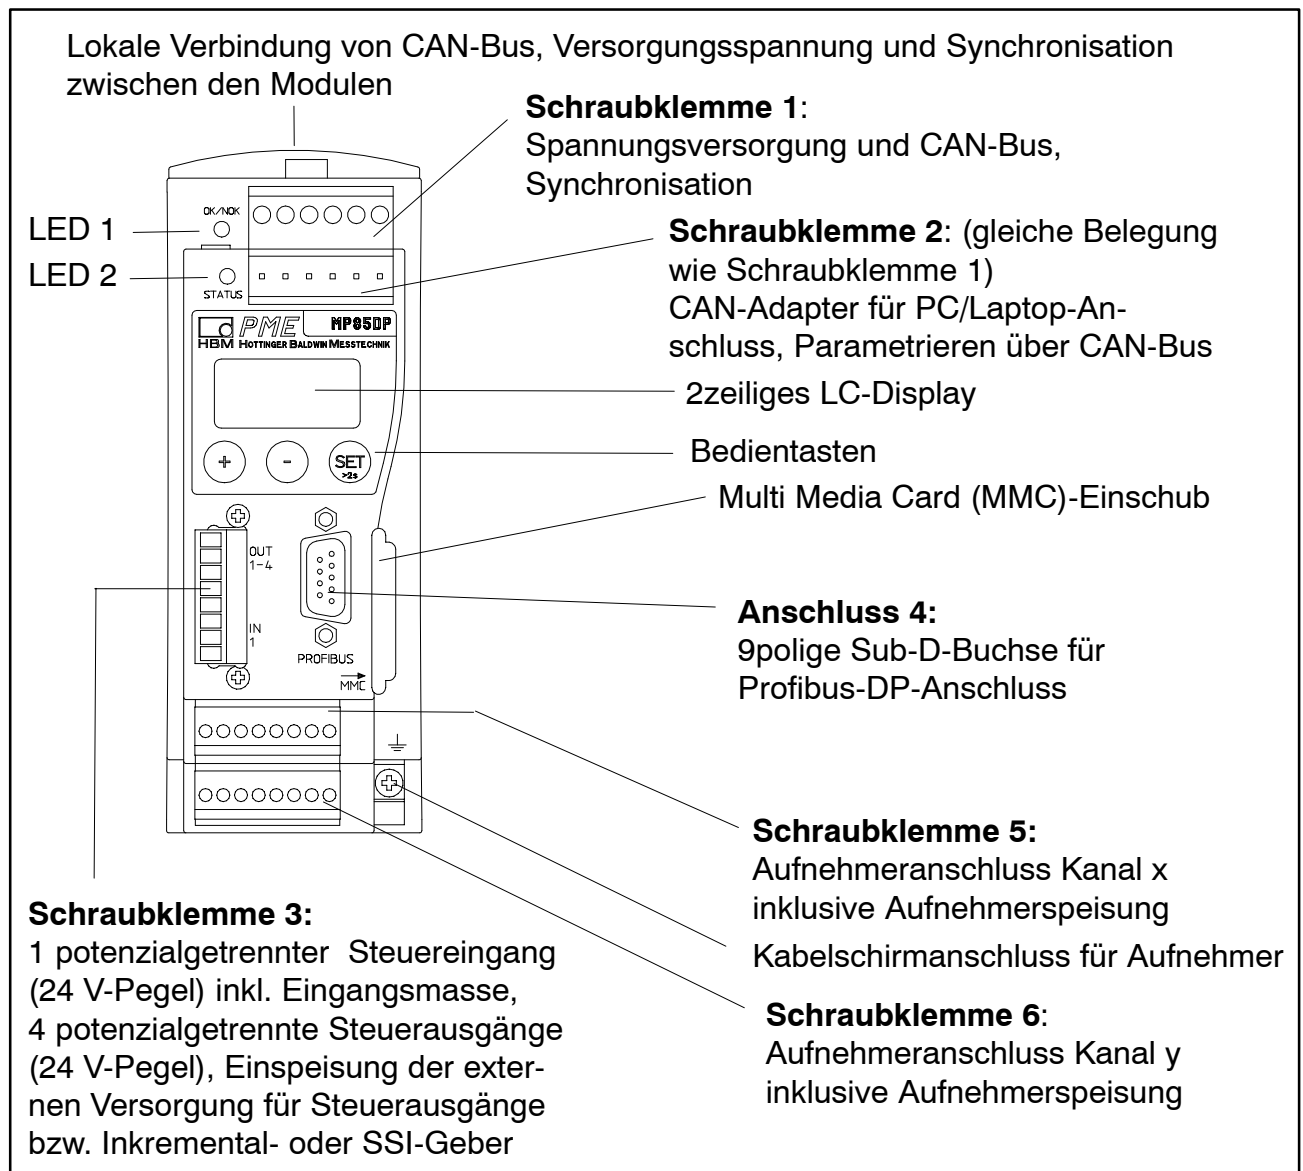 Lokale Verbindung von CAN-Bus, Versorgungsspannung und Synchronisation
zwischen den Modulen
Schraubklemme 1:
Spannungsversorgung und CAN-Bus,
Synchronisation
OK/NOK
LED 1
Schraubklemme 2: (gleiche Belegung
wie Schraubklemme 1)
CAN-Adapter für PC/Laptop-An-
schluss, Parametrieren über CAN-Bus
LED 2
STATUS
PME MP85DP
HBM HOTTINGER BALDWIN MESSTECHNIK
2zeiliges LC-Display
+ - SET
>2s
Bedientasten
Multi Media Card (MMC)-Einschub
OUT
1-4
IN
1
PROFIBUS
MMC
Anschluss 4:
9polige Sub-D-Buchse für
Profibus-DP-Anschluss
Schraubklemme 5:
Aufnehmeranschluss Kanal x
inklusive Aufnehmerspeisung
Kabelschirmanschluss für Aufnehmer
Schraubklemme 6:
Aufnehmeranschluss Kanal y
inklusive Aufnehmerspeisung
Schraubklemme 3:
1 potenzialgetrennter Steuereingang
(24 V-Pegel) inkl. Eingangsmasse,
4 potenzialgetrennte Steuerausgänge
(24 V-Pegel), Einspeisung der exter-
nen Versorgung für Steuerausgänge
bzw. Inkremental- oder SSI-Geber